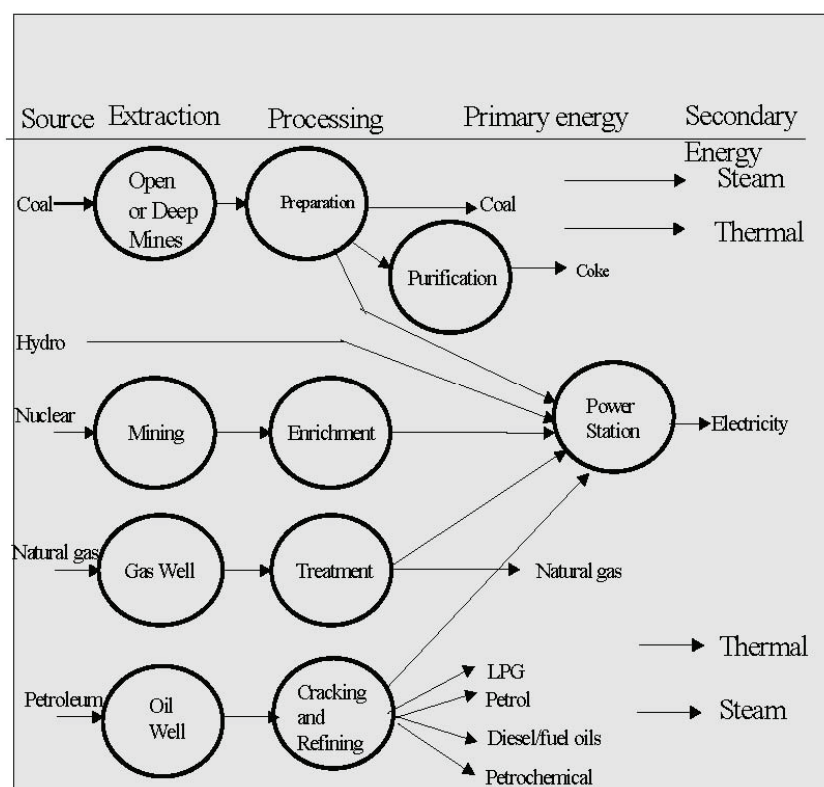 Source Extraction Processing Primary energy Secondary
Energy
Coal
Open
or Deep
Mines
Preparation
Coal
Steam
Thermal
Purification
Coke
Hydro
Nuclear
Mining
Enrichment
Power
Station
Electricity
Natural gas
Gas Well
Treatment
Natural gas
Petroleum
Oil
Well
Cracking
and
Refining
LPG
Petrol
Diesel/fuel oils
Petrochemical
Thermal
Steam